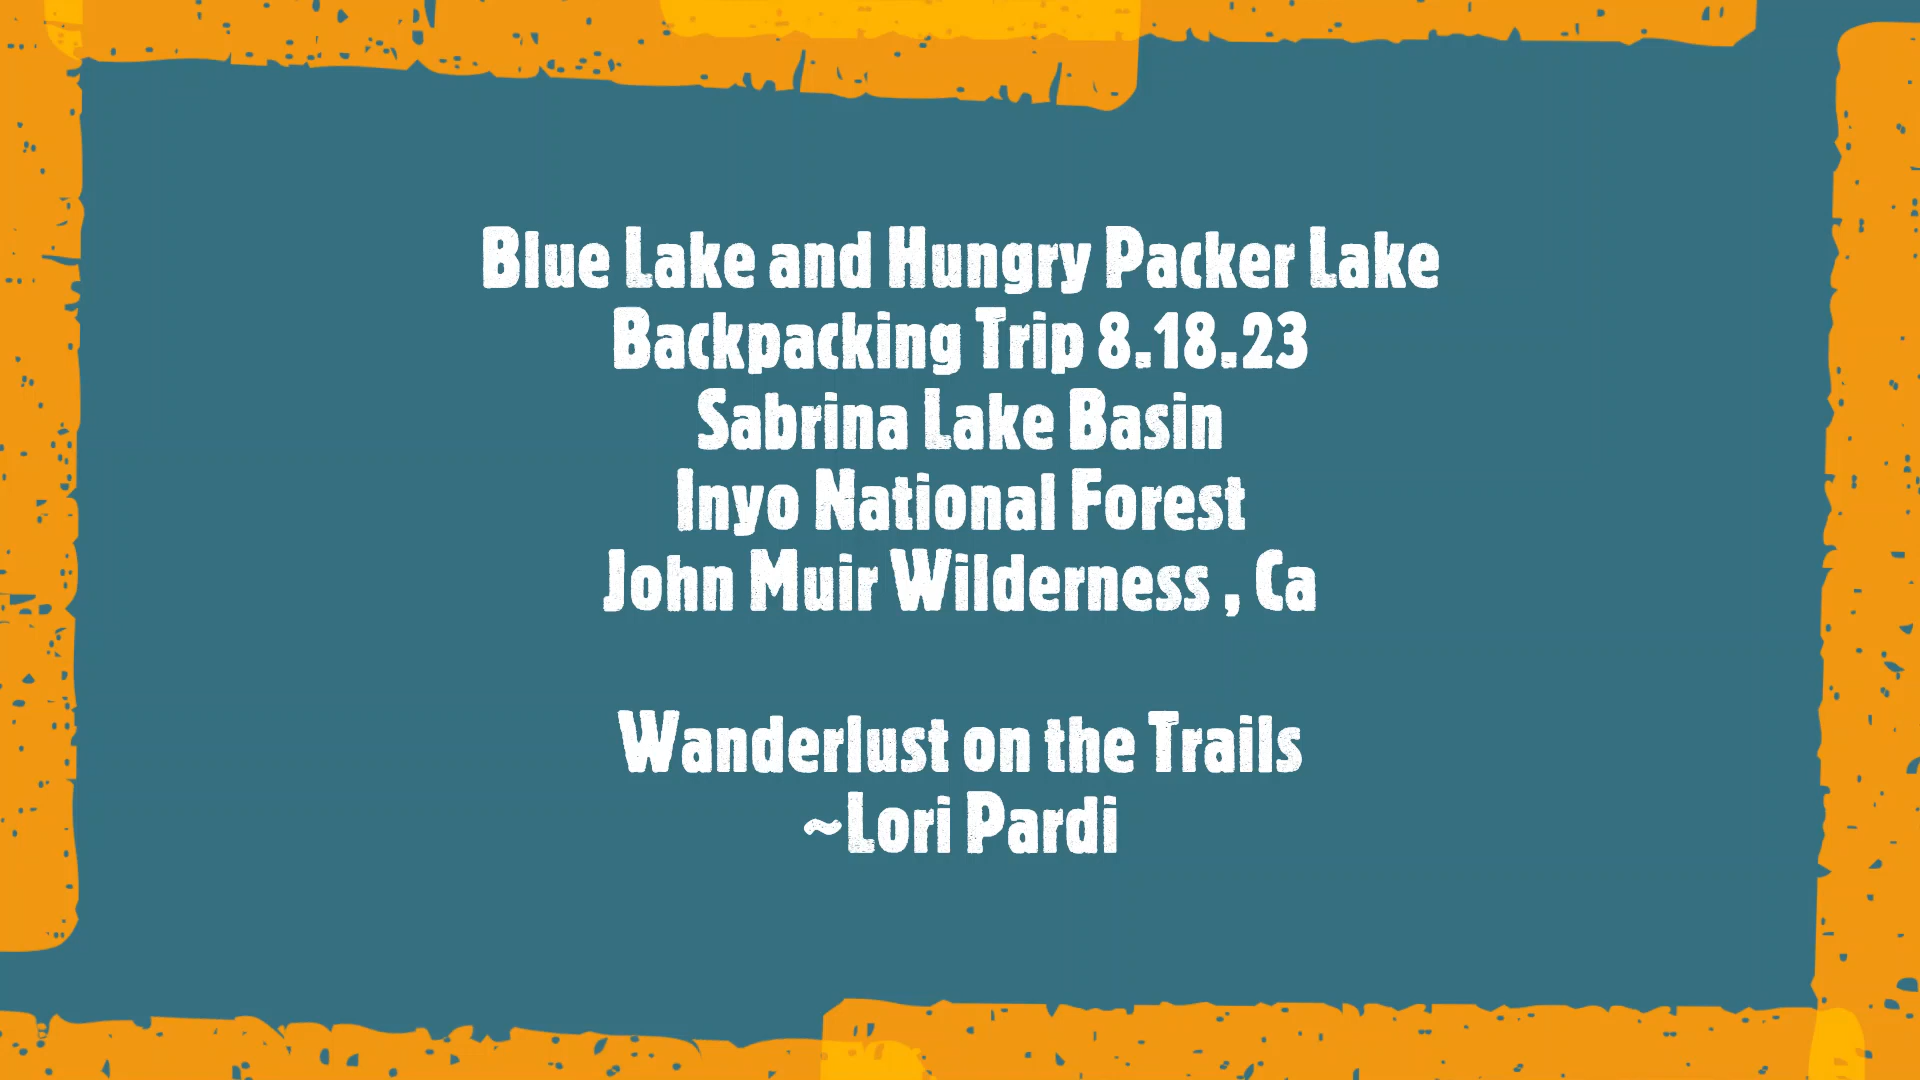 Blue Lake and Hungry Packer Lake
Backpacking Trip 8.18.23
Sabrina Lake Basin
Inyo National Forest
John Muir Wilderness , Ca
Wanderlust on the Trails
~Lori Pardi